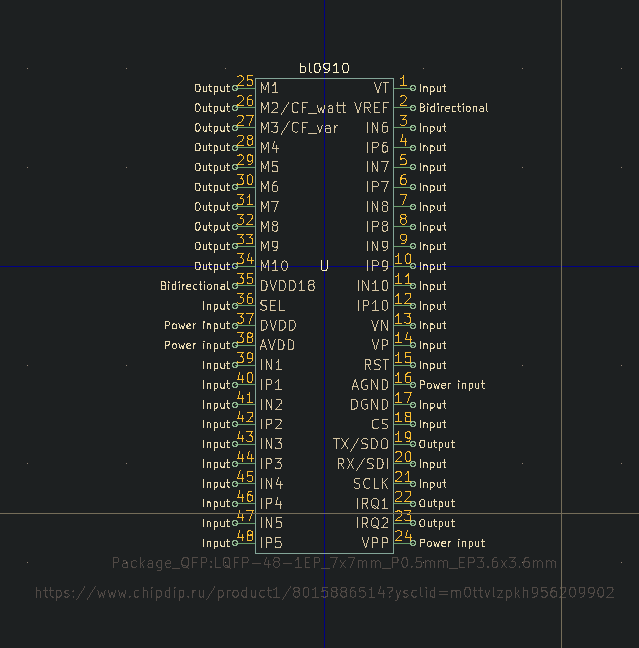 bl0910
Output 25 M1 VT 1 Input
Output 26 M2/CF_watt VREF 2 Bidirectional
Output 27 M3/CF_var IN6 3 Input
Output 28 M4 IP6 4 Input
Output 29 M5 IN7 5 Input
Output 30 M6 IP7 6 Input
Output 31 M7 IN8 7 Input
Output 32 M8 IP8 8 Input
Output 33 M9 IN9 9 Input
Output 34 M10 U IP9 10 Input
Bidirectional 35 DVDD18 IN10 11 Input
Input 36 SEL IP10 12 Input
Power input 37 DVDD VN 13 Input
Power input 38 AVDD VP 14 Input
Input 39 IN1 RST 15 Input
Input 40 IP1 AGND 16 Power input
Input 41 IN2 DGND 17 Input
Input 42 IP2 CS 18 Input
Input 43 IN3 TX/SDO 19 Output
Input 44 IP3 RX/SDI 20 Input
Input 45 IN4 SCLK 21 Input
Input 46 IP4 IRQ1 22 Output
Input 47 IN5 IRQ2 23 Output
Input 48 IP5 VPP 24 Power input
Package_QFP:LQFP-48-1EP_7x7mm_P0.5mm_EP3.6x3.6mm
https://www.chipdip.ru/product1/8015886514?ysclid=m0ttvlzpkh956209902